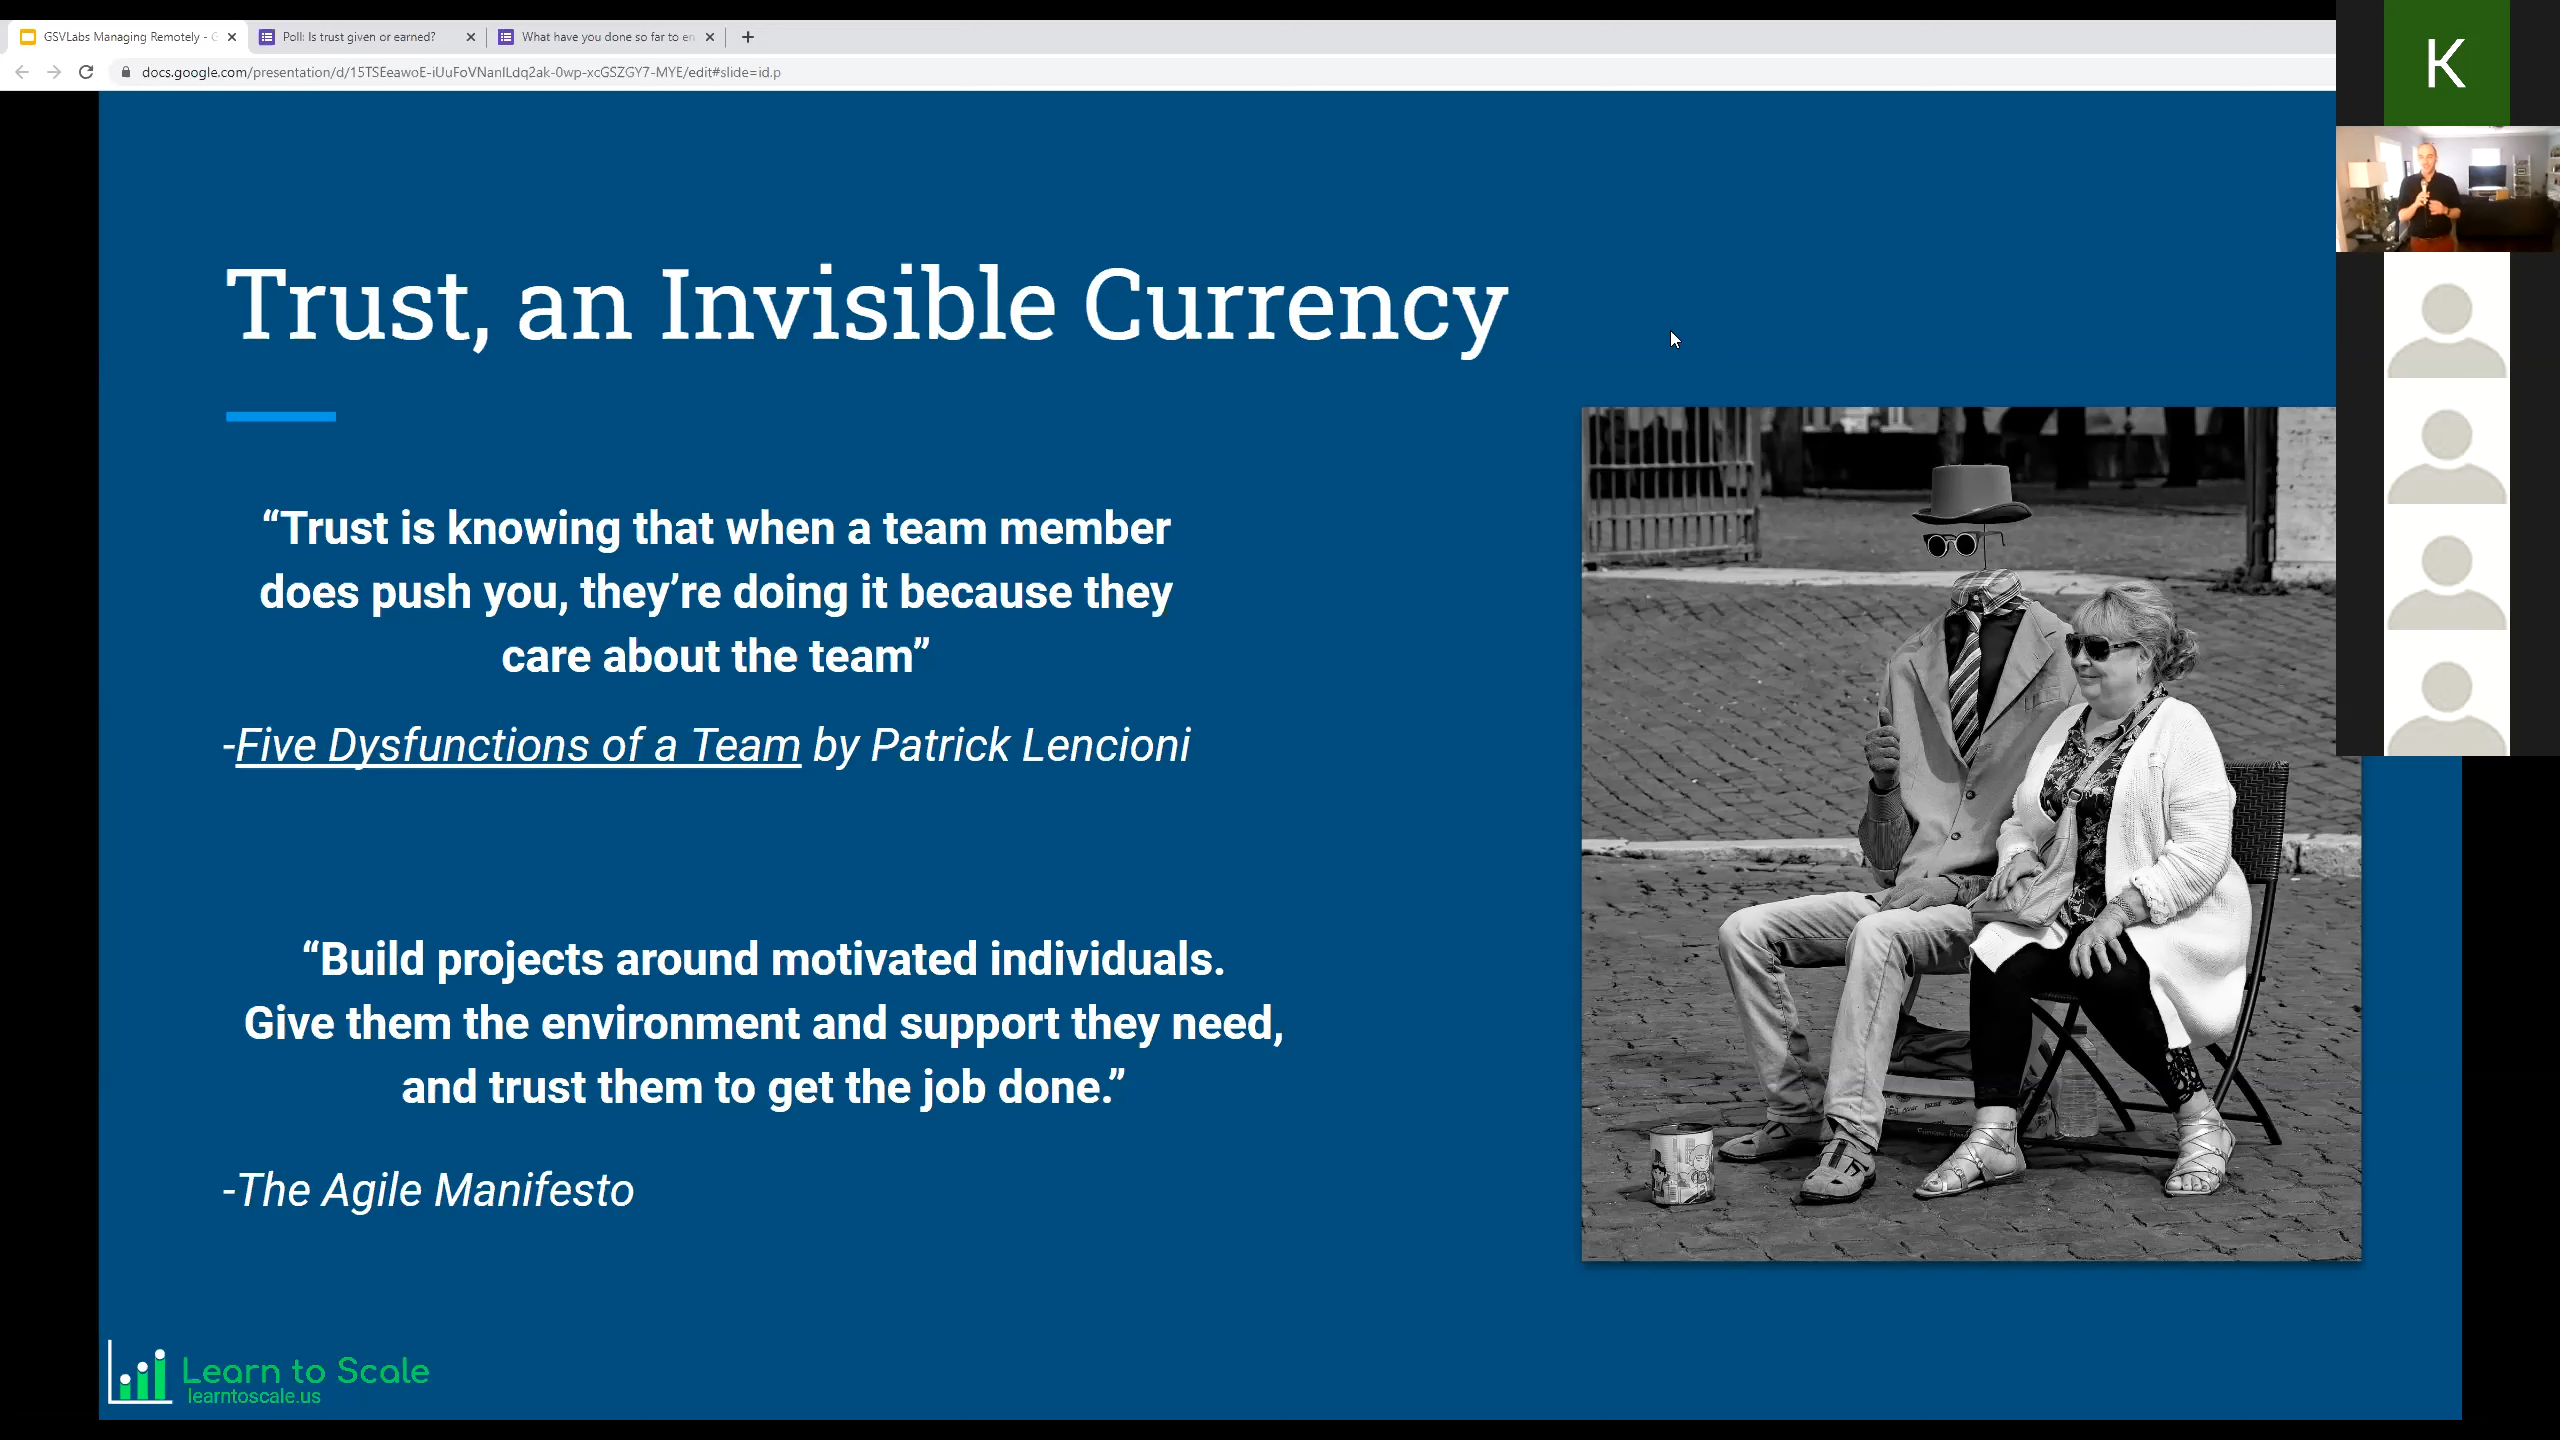 GSVLabs Managing Remotely - G
Poll: Is trust given or earned?
What have you done so far to en
docs.google.com/presentation/d/15TSEeawoE-iUuFoVNanlLdq2ak-0wp-xcGSZGY7-MYE/edit#slide=id.p
K
Trust, an Invisible Currency
“Trust is knowing that when a team member
does push you, they’re doing it because they
care about the team”
-Five Dysfunctions of a Team by Patrick Lencioni
“Build projects around motivated individuals.
Give them the environment and support they need,
and trust them to get the job done.”
-The Agile Manifesto
Learn to Scale
learntoscale.us